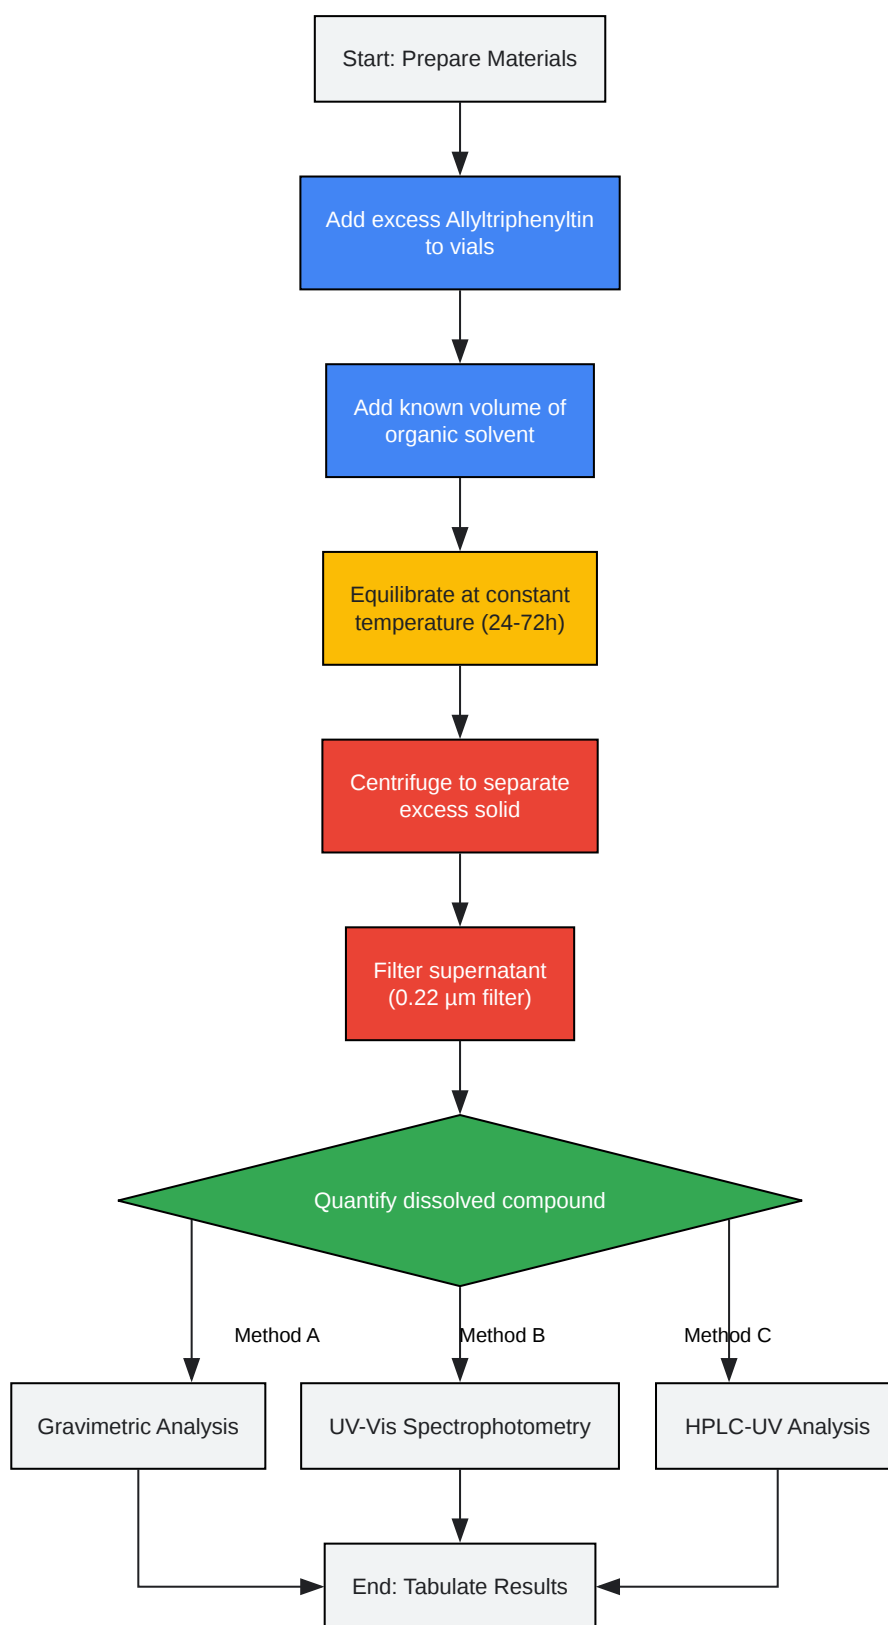 Start: Prepare Materials
Add excess Allyltriphenyltin
to vials
Add known volume of
organic solvent
Equilibrate at constant
temperature (24-72h)
Centrifuge to separate
excess solid
Filter supernatant
(0.22 µm filter)
Quantify dissolved compound
Method A
Method B
Method C
Gravimetric Analysis
UV-Vis Spectrophotometry
HPLC-UV Analysis
End: Tabulate Results